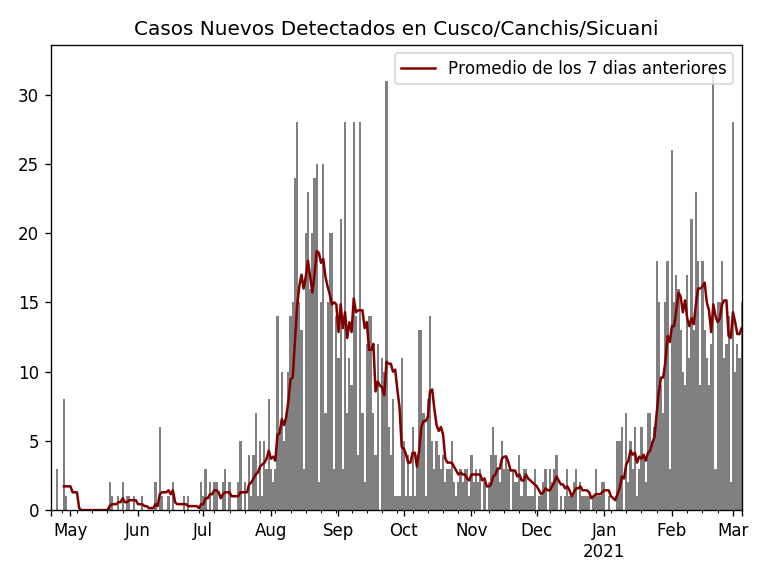 Casos Nuevos Detectados en Cusco/Canchis/Sicuani
Promedio de los 7 dias anteriores
30
25
20
15
10
5
0
May Jun Jul Aug Sep Oct Nov Dec Jan Feb Mar
2021